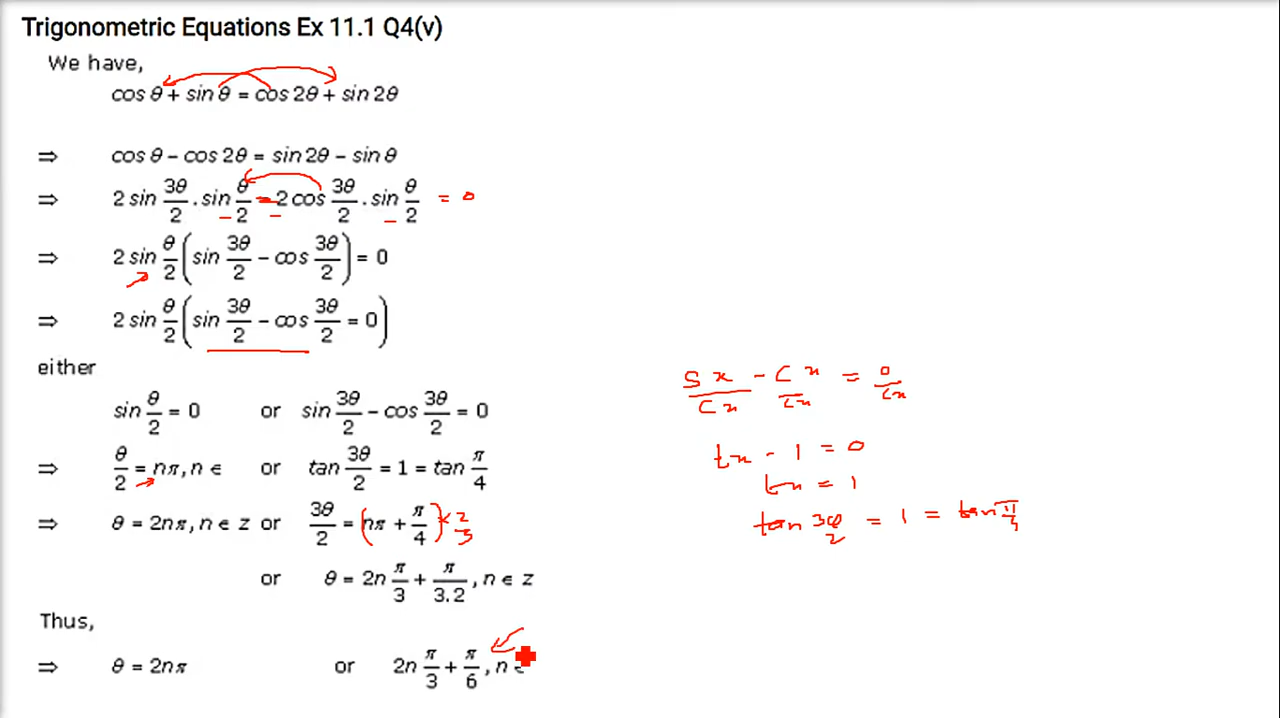 Trigonometric Equations Ex 11.1 Q4(v)
We have,
cos θ + sin θ = cos 2θ + sin 2θ
⇒ cos θ − cos 2θ = sin 2θ − sin θ
⇒ 2 sin 3θ/2 . sin θ/2 = 2 cos 3θ/2 . sin θ/2 = 0
⇒ 2 sin θ/2 (sin 3θ/2 − cos 3θ/2) = 0
⇒ 2 sin θ/2 (sin 3θ/2 − cos 3θ/2 = 0)
either
sin θ/2 = 0 or sin 3θ/2 − cos 3θ/2 = 0
⇒ θ/2 = nπ, n ∈ or tan 3θ/2 = 1 = tan π/4
⇒ θ = 2nπ, n ∈ z or 3θ/2 = (nπ + π/4) × 2/3
or θ = 2n π/3 + π/3.2, n ∈ z
Thus,
⇒ θ = 2nπ or 2n π/3 + π/6, n ∈
Sx/Cx − Cx/Cx = 0/Cx
tx − 1 = 0
tx = 1
tan 3θ/2 = 1 = tan π/4